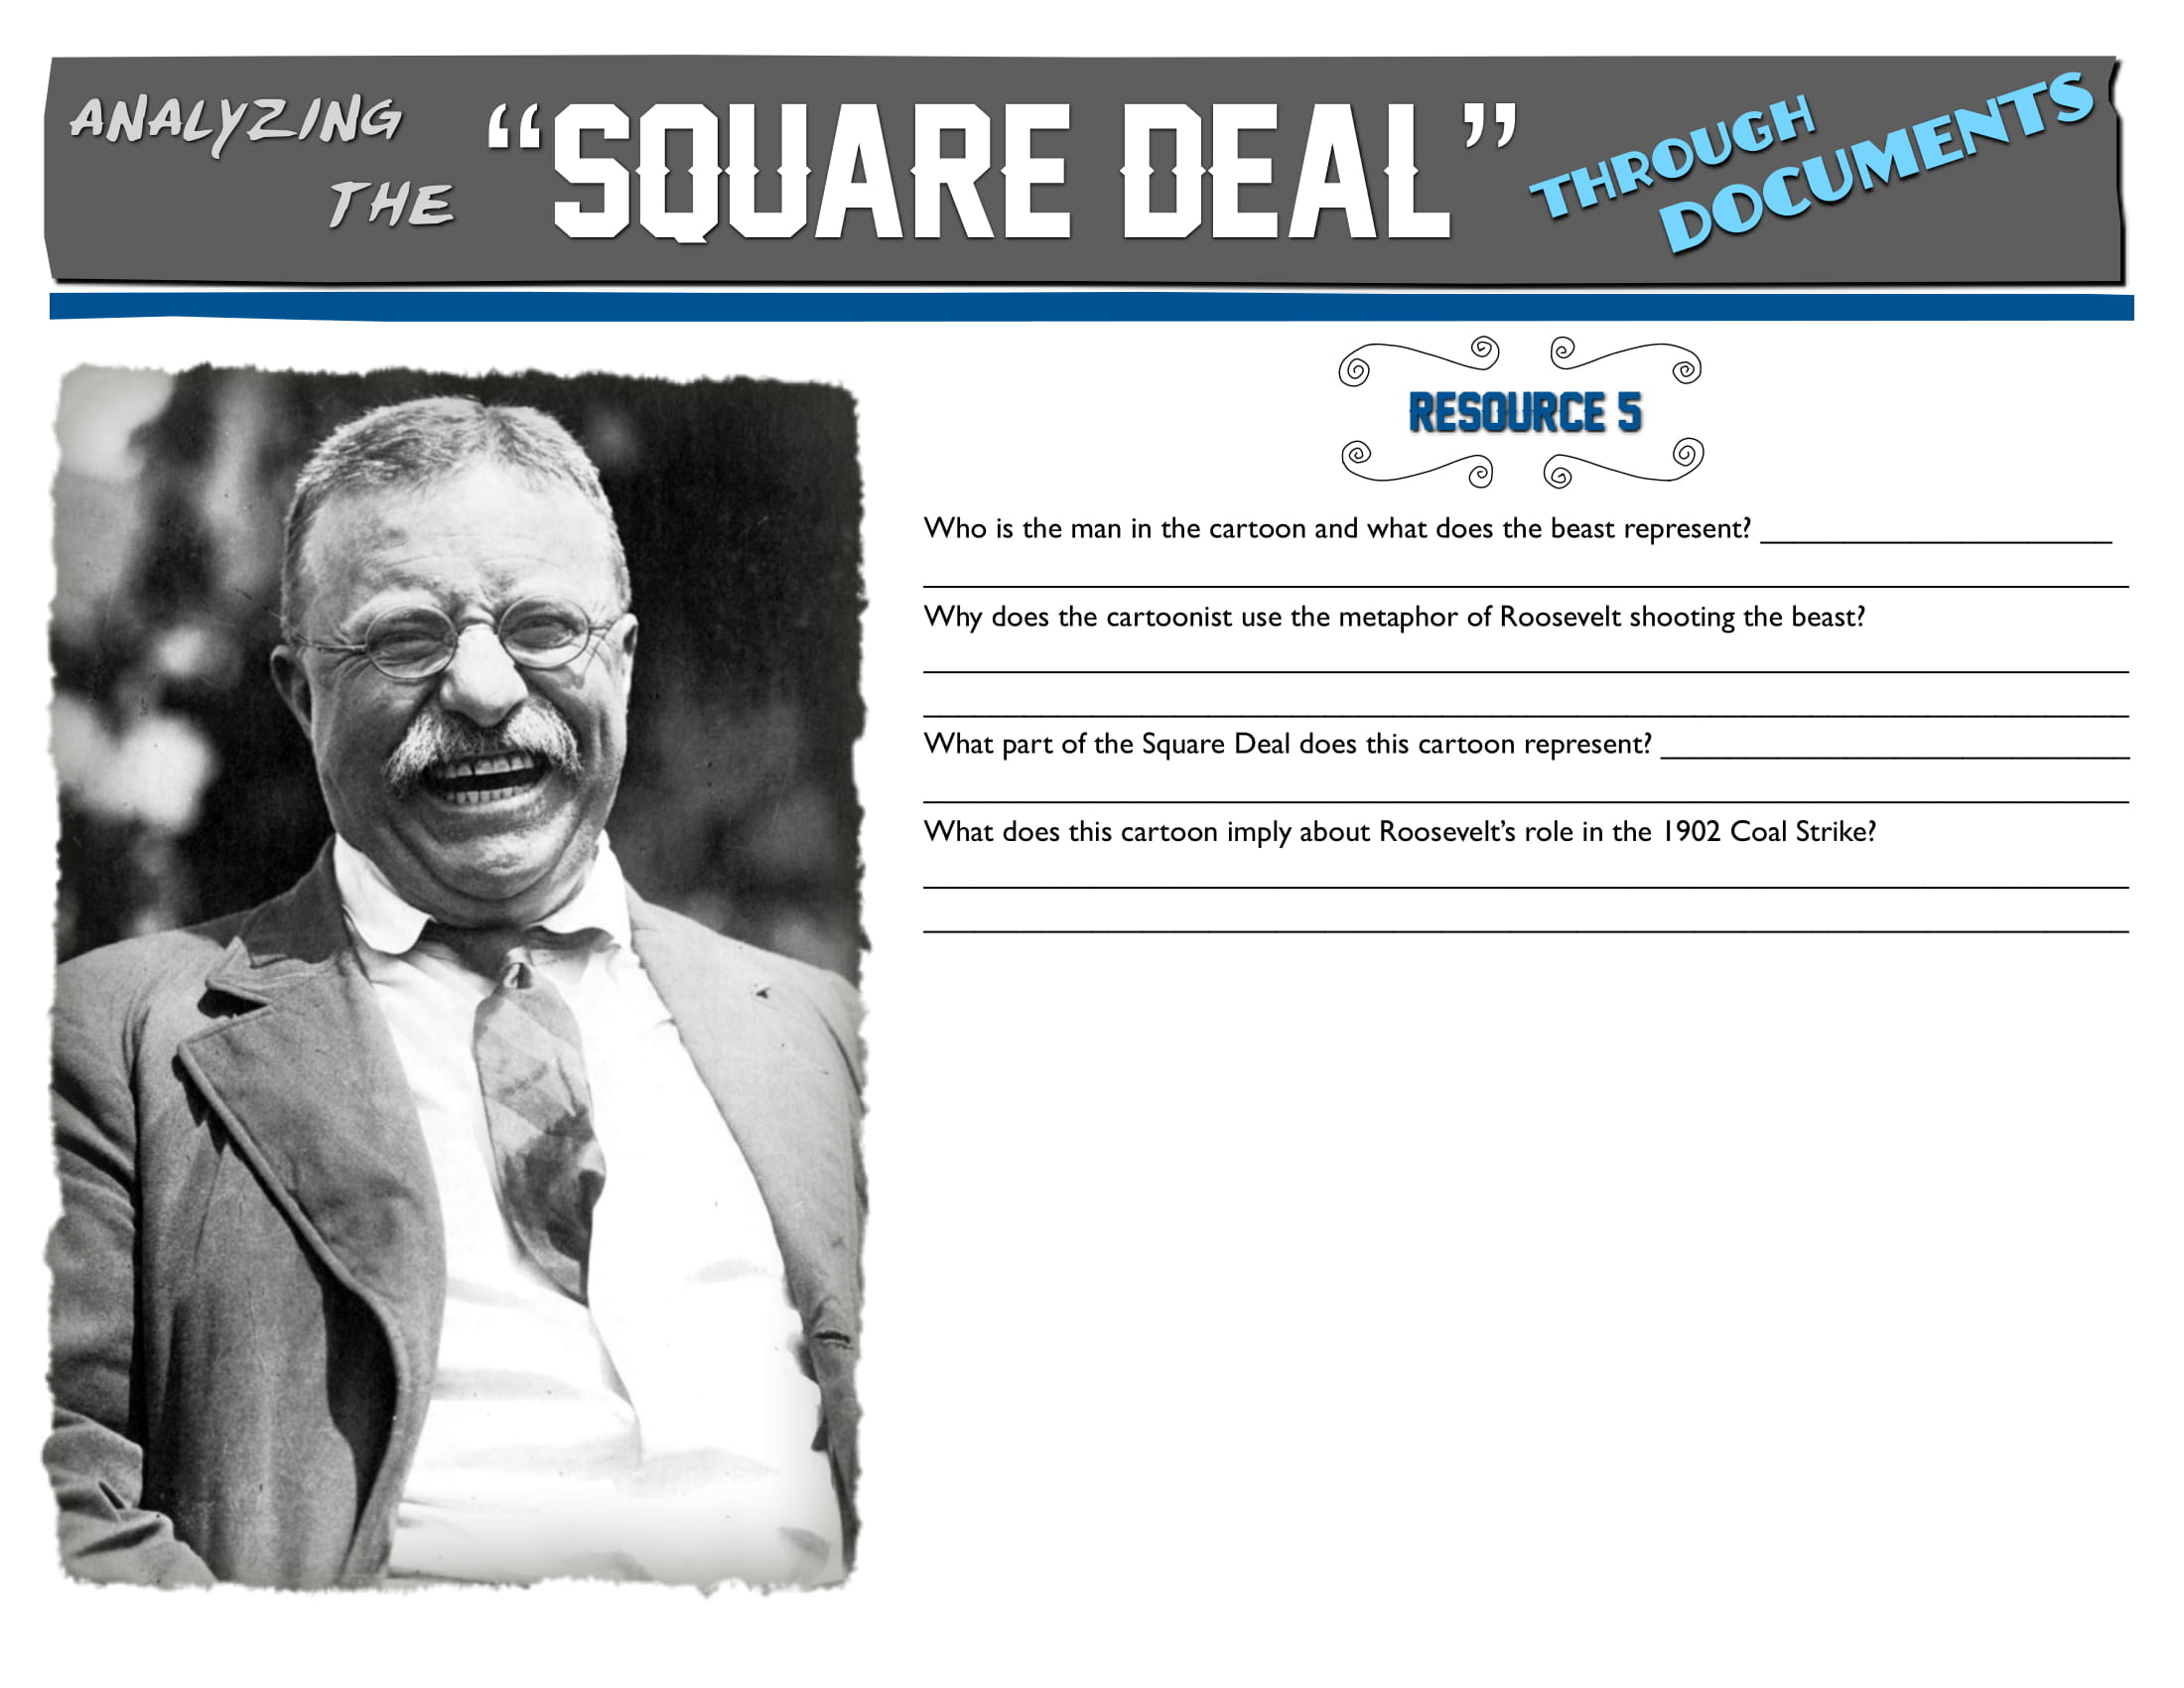 ANALYZING
THE
“SQUARE DEAL”
THROUGH
DOCUMENTS
RESOURCE 5
Who is the man in the cartoon and what does the beast represent?
Why does the cartoonist use the metaphor of Roosevelt shooting the beast?
What part of the Square Deal does this cartoon represent?
What does this cartoon imply about Roosevelt’s role in the 1902 Coal Strike?